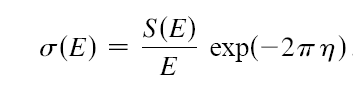 σ(E) = S(E)/E exp(−2πη).